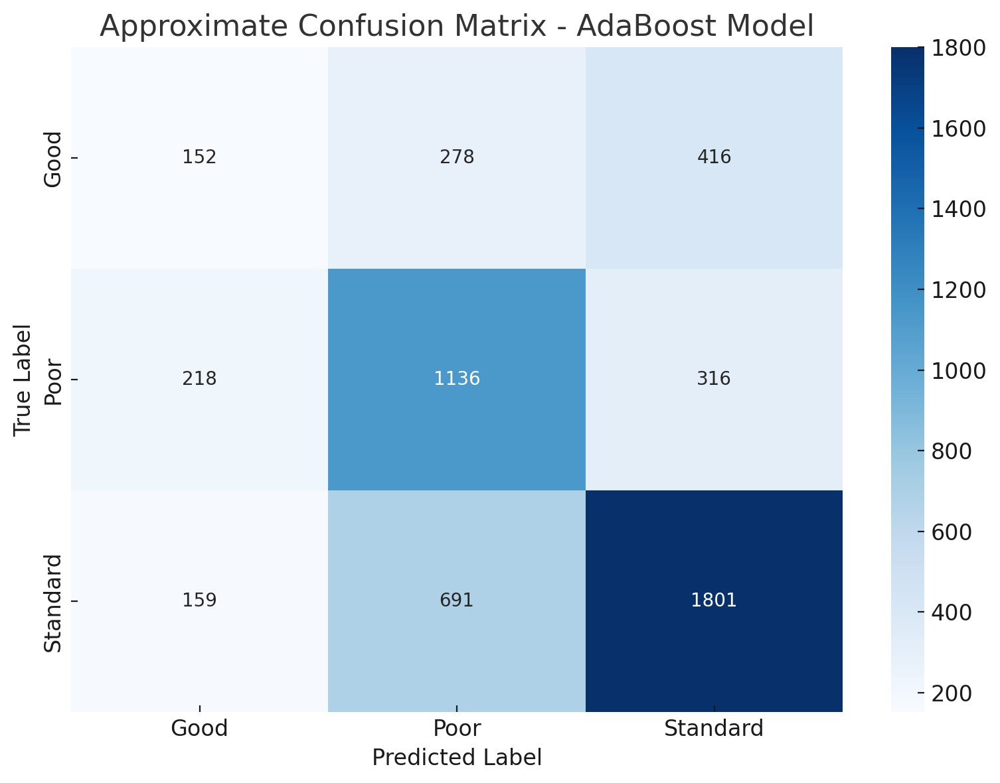 Approximate Confusion Matrix - AdaBoost Model
True Label
Good
152 278 416
Poor
218 1136 316
Standard
159 691 1801
Good Poor Standard
Predicted Label
1800
1600
1400
1200
1000
800
600
400
200